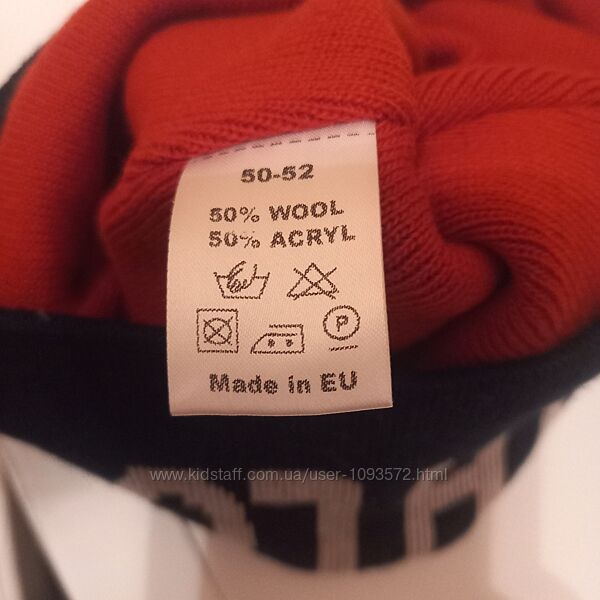 50-52
50% WOOL
50% ACRYL
P
Made in EU
www.kidstaff.com.ua/user-1093572.html